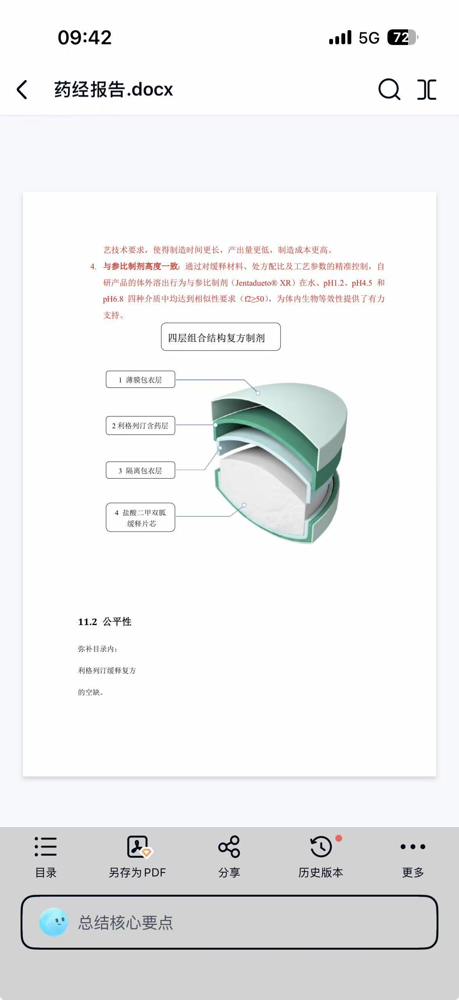 09:42
5G 72
药经报告.docx
艺技术要求，使得制造时间更长，产出量更低，制造成本更高。
4. 与参比制剂高度一致：通过对缓释材料、处方配比及工艺参数的精准控制，自
研产品的体外溶出行为与参比制剂（Jentadueto® XR）在水、pH1.2、pH4.5 和
pH6.8 四种介质中均达到相似性要求（f2≥50），为体内生物等效性提供了有力
支持。
四层组合结构复方制剂
1 薄膜包衣层
2 利格列汀含药层
3 隔离包衣层
4 盐酸二甲双胍
缓释片芯
11.2 公平性
弥补目录内：
利格列汀缓释复方
的空缺。
目录
另存为PDF
分享
历史版本
更多
总结核心要点